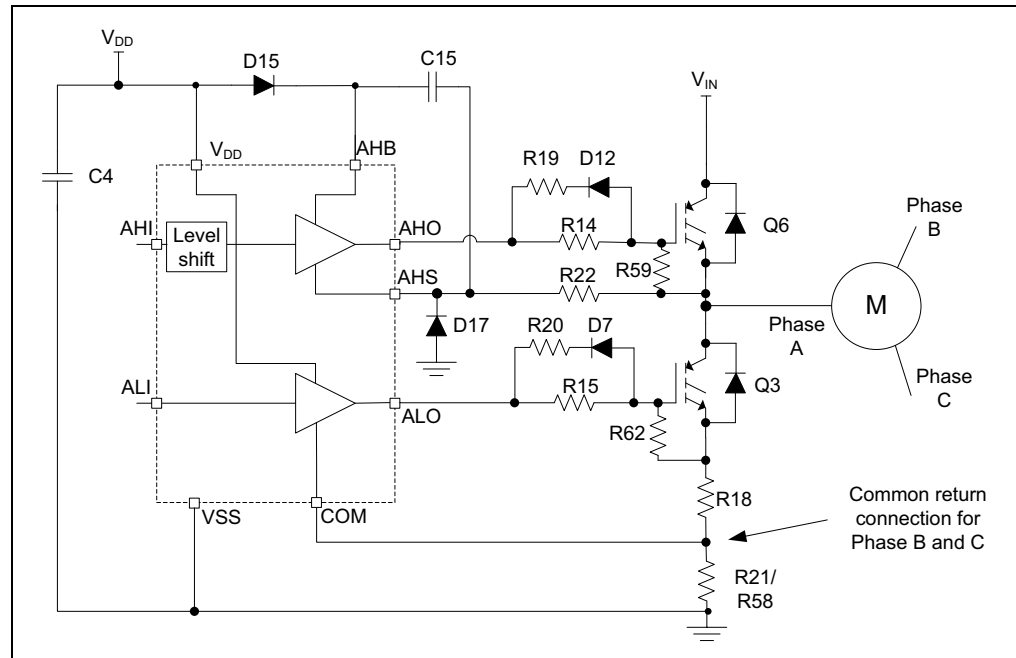 VDD
D15
C15
VIN
VDD
AHB
C4
R19
D12
Phase
B
AHI
Level
shift
AHO
R14
Q6
R59
M
AHS
R22
D17
Phase
A
R20
D7
Phase
C
ALI
ALO
R15
Q3
R62
VSS
COM
R18
Common return
connection for
Phase B and C
R21/
R58